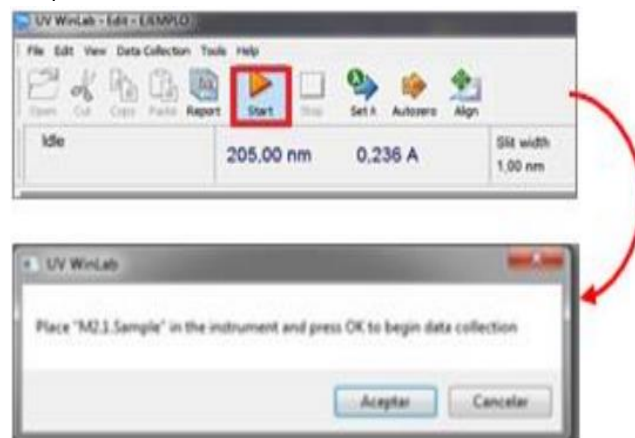 UV WinLab - Edit - EJEMPLO
File Edit View Data Collection Tools Help
Open Cut Copy Paste Report Start Stop Set λ Autozero Align
Idle
205,00 nm 0,236 A
Slit width
1,00 nm
UV WinLab
Place "M2.1.Sample" in the instrument and press OK to begin data collection
Aceptar Cancelar